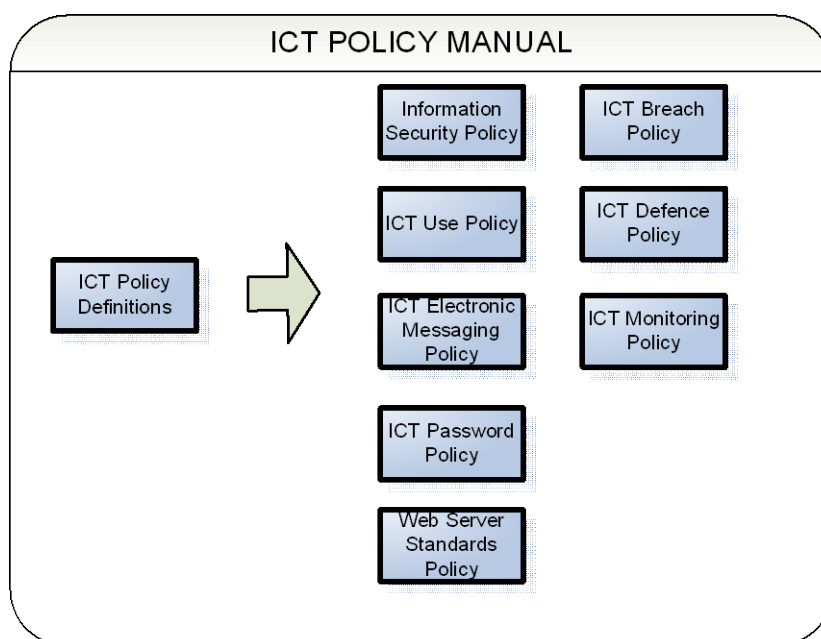 ICT POLICY MANUAL
ICT Policy
Definitions
Information
Security Policy
ICT Use Policy
ICT Electronic
Messaging
Policy
ICT Password
Policy
Web Server
Standards
Policy
ICT Breach
Policy
ICT Defence
Policy
ICT Monitoring
Policy